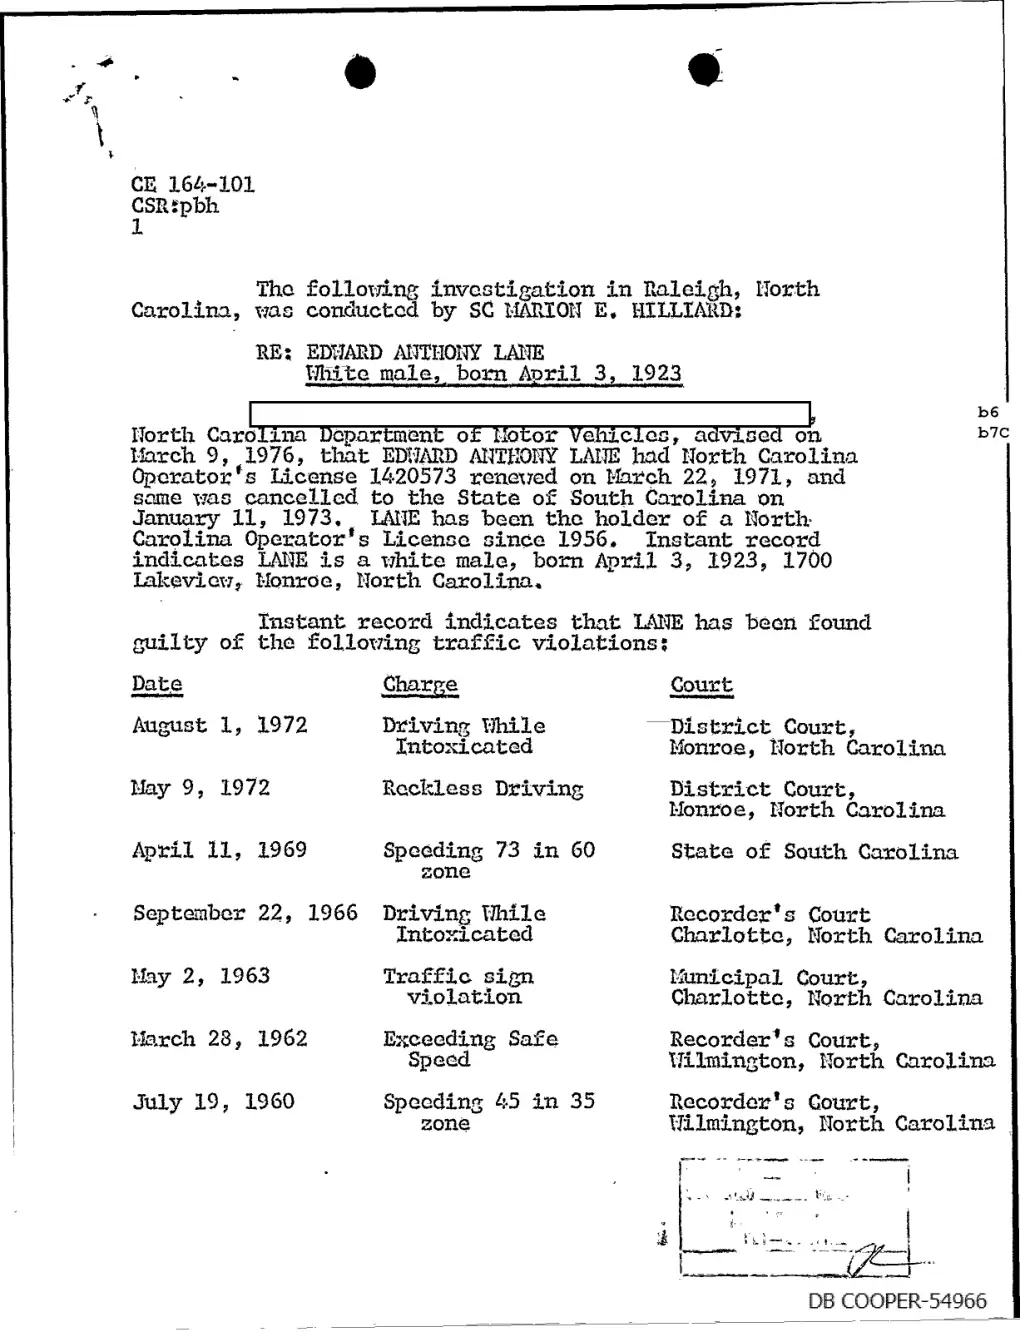 CE 164-101
CSR:pbh
1
The following investigation in Raleigh, North
Carolina, was conducted by SC MARION E. HILLIARD:
RE: EDWARD ANTHONY LANE
White male, born April 3, 1923
b6
b7C
North Carolina Department of Motor Vehicles, advised on
March 9, 1976, that EDWARD ANTHONY LANE had North Carolina
Operator's License 1420573 renewed on March 22, 1971, and
same was cancelled to the State of South Carolina on
January 11, 1973. LANE has been the holder of a North
Carolina Operator's License since 1956. Instant record
indicates LANE is a white male, born April 3, 1923, 1700
Lakeview, Monroe, North Carolina.
Instant record indicates that LANE has been found
guilty of the following traffic violations:
Date Charge Court
August 1, 1972 Driving While District Court,
Intoxicated Monroe, North Carolina
May 9, 1972 Reckless Driving District Court,
Monroe, North Carolina
April 11, 1969 Speeding 73 in 60 State of South Carolina
zone
September 22, 1966 Driving While Recorder's Court
Intoxicated Charlotte, North Carolina
May 2, 1963 Traffic sign Municipal Court,
violation Charlotte, North Carolina
March 28, 1962 Exceeding Safe Recorder's Court,
Speed Wilmington, North Carolina
July 19, 1960 Speeding 45 in 35 Recorder's Court,
zone Wilmington, North Carolina
DB COOPER-54966